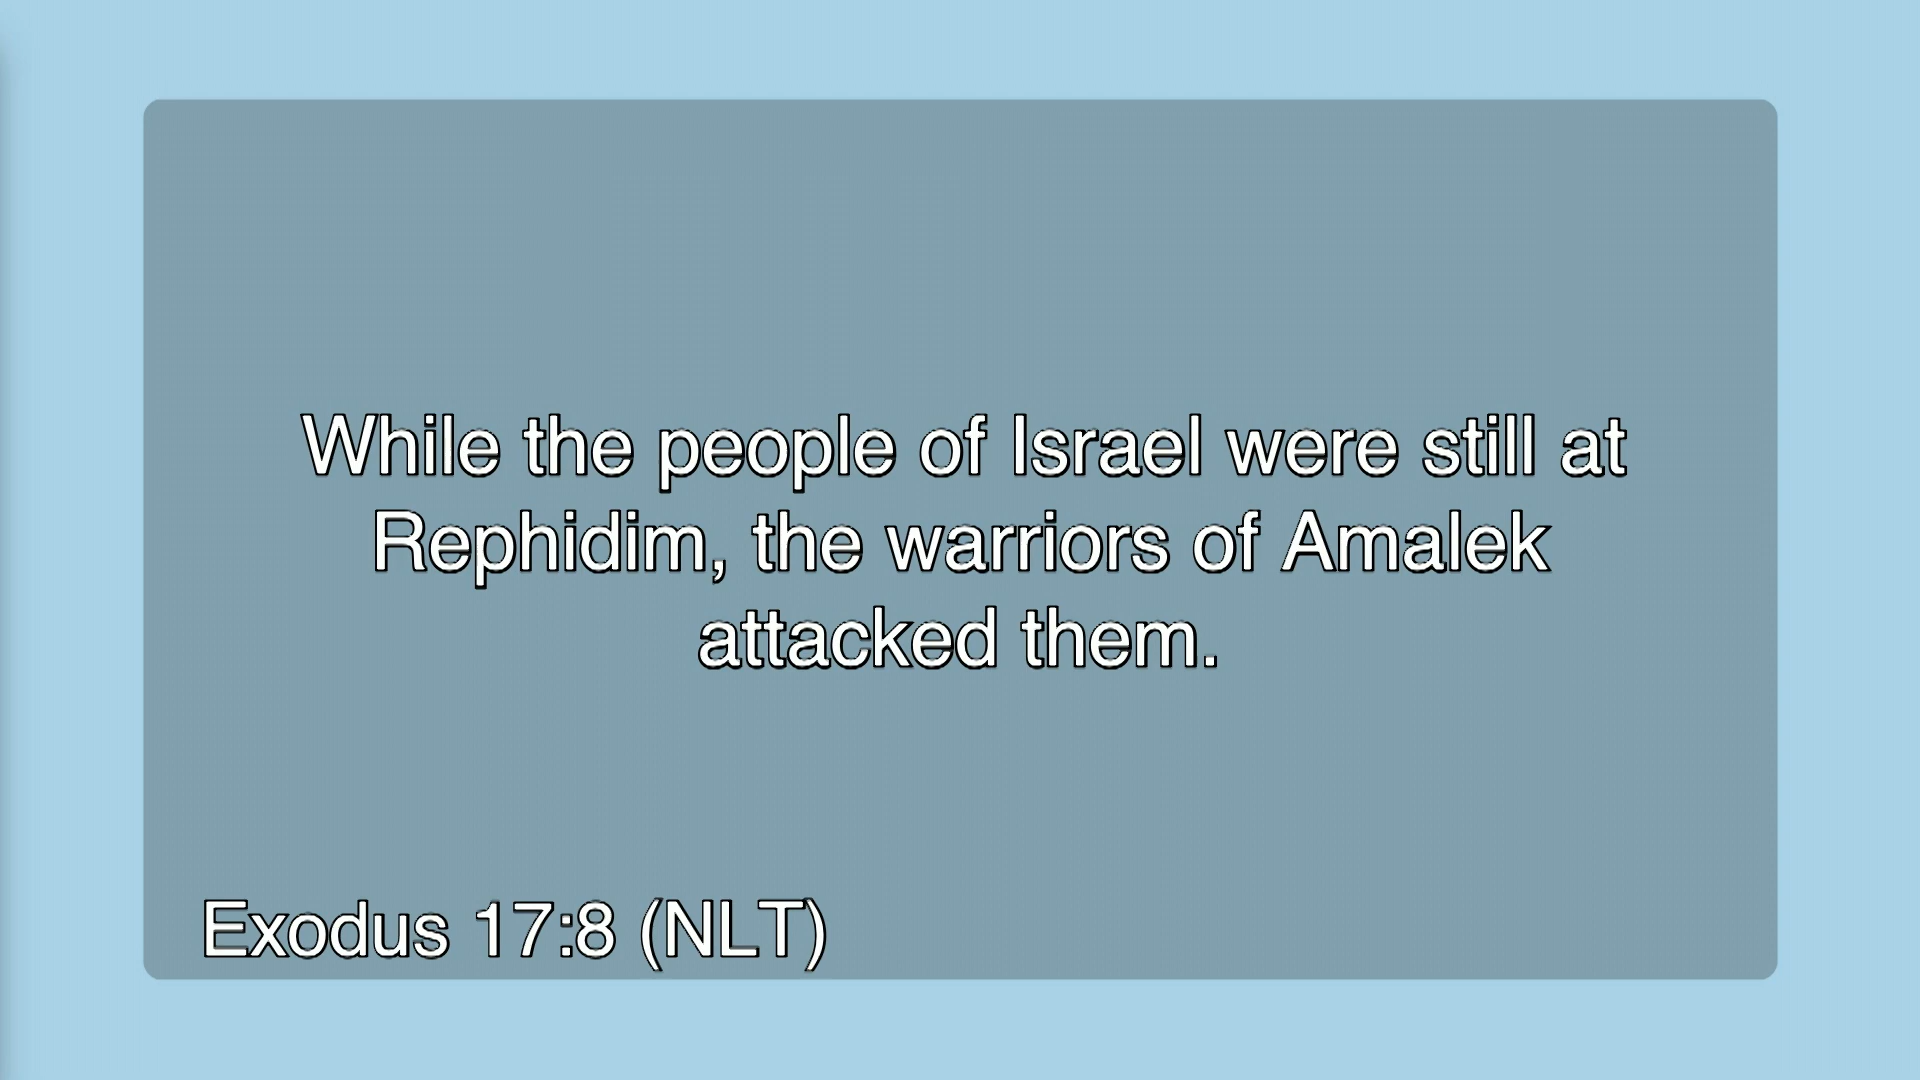 While the people of Israel were still at
Rephidim, the warriors of Amalek
attacked them.
Exodus 17:8 (NLT)